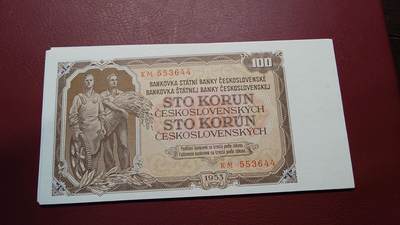 100
KM 553644
BANKOVKA STÁTNÍ BANKY ČESKOSLOVENSKÉ
BANKOVKA ŠTÁTNEJ BANKY ČESKOSLOVENSKEJ
STO KORUN
ČESKOSLOVENSKÝCH
STO KORÚN
ČESKOSLOVENSKÝCH
KM 553644
1953